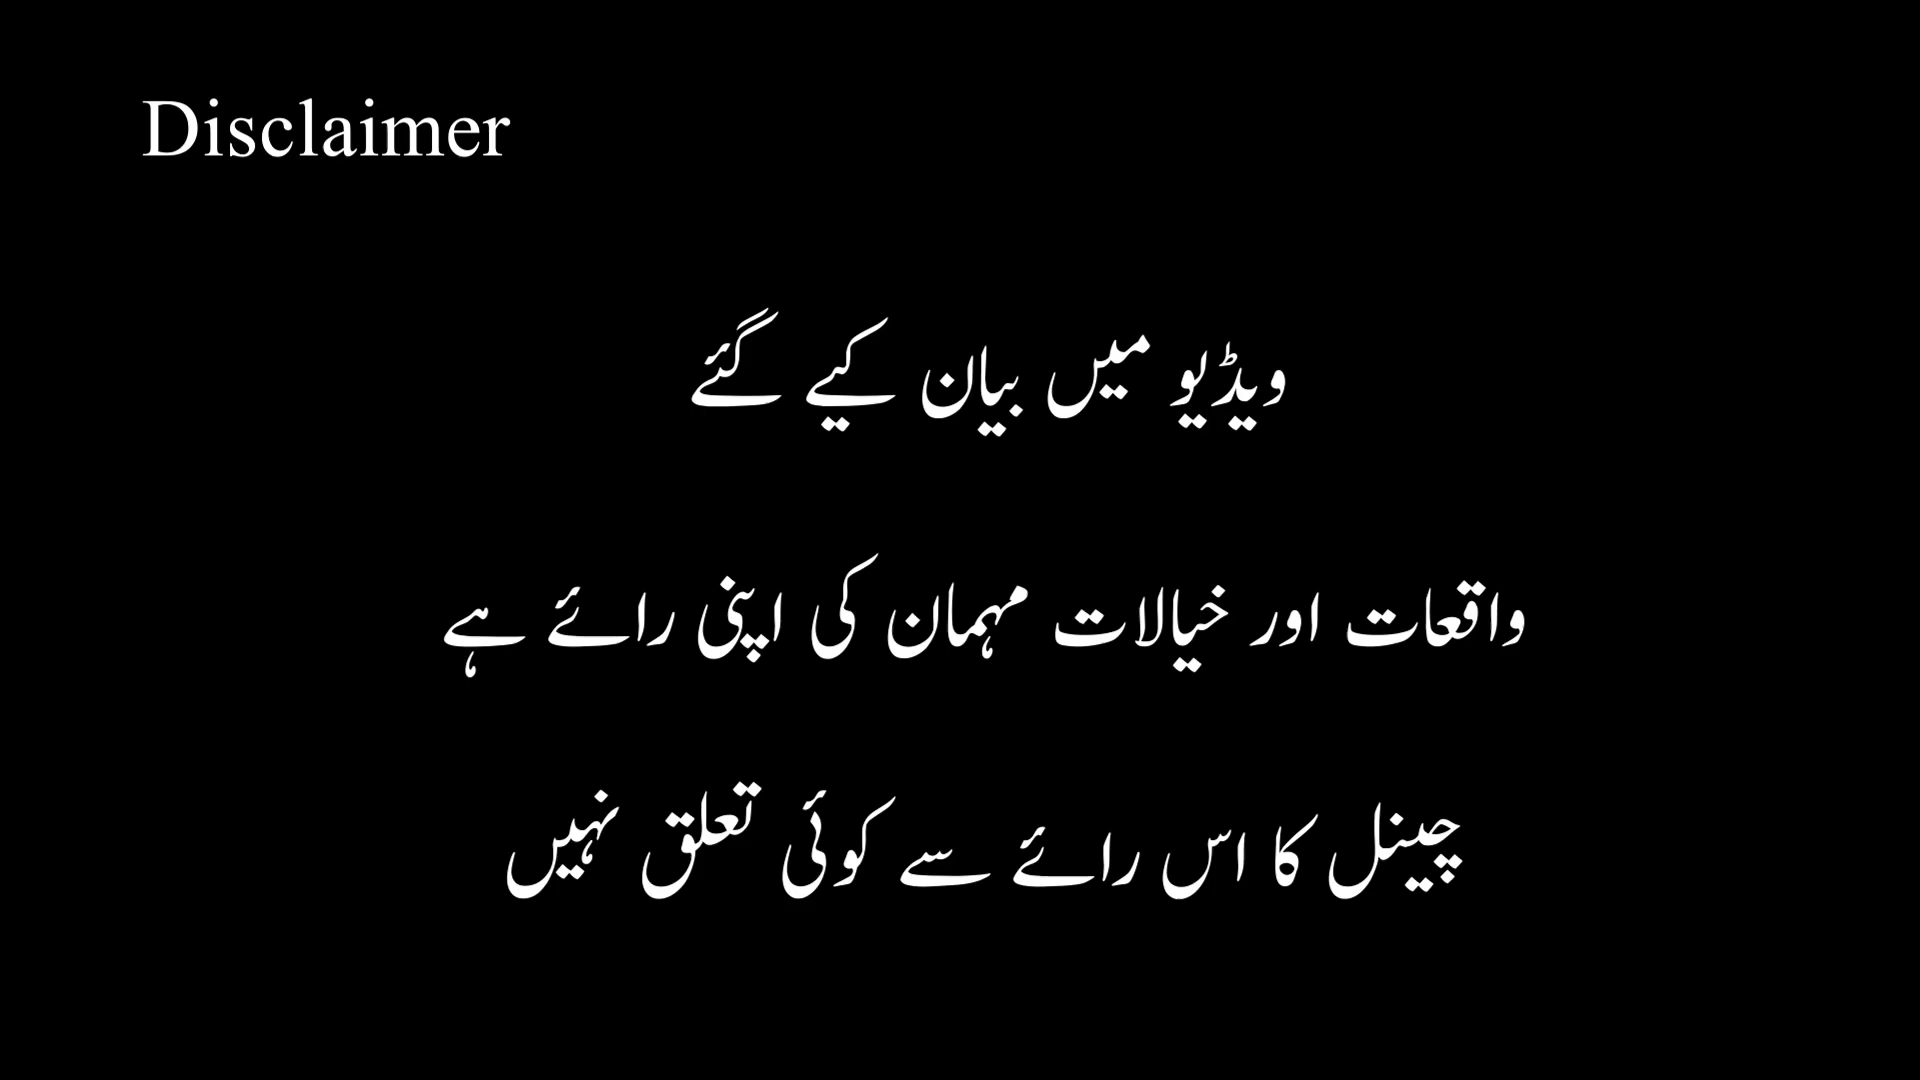 Disclaimer
ویڈیو میں بیان کیے گئے
واقعات اور خیالات مہمان کی اپنی رائے ہے
چینل کا اس رائے سے کوئی تعلق نہیں